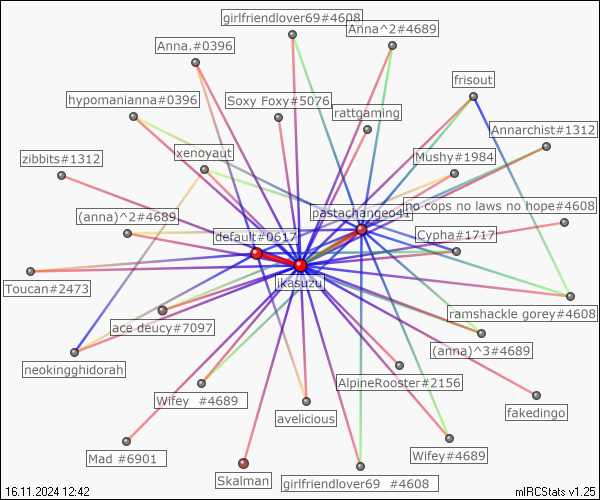 girlfriendlover69#4608
Anna^2#4689
Anna.#0396
frisout
hypomanianna#0396
Soxy Foxy#5076
rattgaming
Annarchist#1312
zibbits#1312
xenoyaut
Mushy#1984
(anna)^2#4689
pastachangeo41
no cops no laws no hope#4608
default#0617
Cypha#1717
ikasuzu
Toucan#2473
ace deucy#7097
ramshackle gorey#4608
(anna)^3#4689
neokingghidorah
AlpineRooster#2156
Wifey  #4689
avelicious
fakedingo
Mad #6901
Wifey#4689
Skalman
girlfriendlover69  #4608
16.11.2024 12:42
mIRCStats v1.25